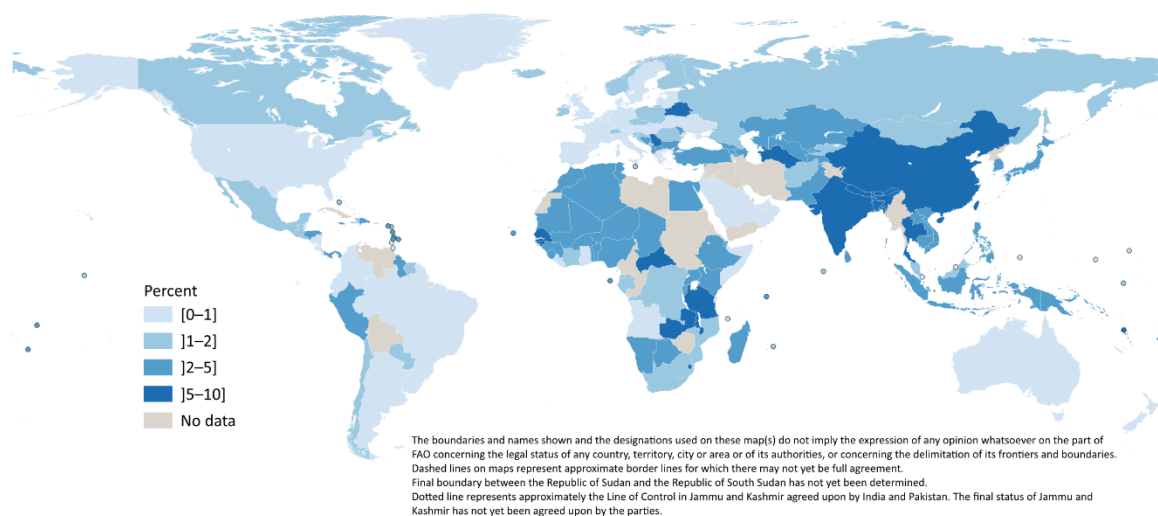 Percent
[0–1]
]1–2]
]2–5]
]5–10]
No data
The boundaries and names shown and the designations used on these map(s) do not imply the expression of any opinion whatsoever on the part of
FAO concerning the legal status of any country, territory, city or area or of its authorities, or concerning the delimitation of its frontiers and boundaries.
Dashed lines on maps represent approximate border lines for which there may not yet be full agreement.
Final boundary between the Republic of Sudan and the Republic of South Sudan has not yet been determined.
Dotted line represents approximately the Line of Control in Jammu and Kashmir agreed upon by India and Pakistan. The final status of Jammu and
Kashmir has not yet been agreed upon by the parties.